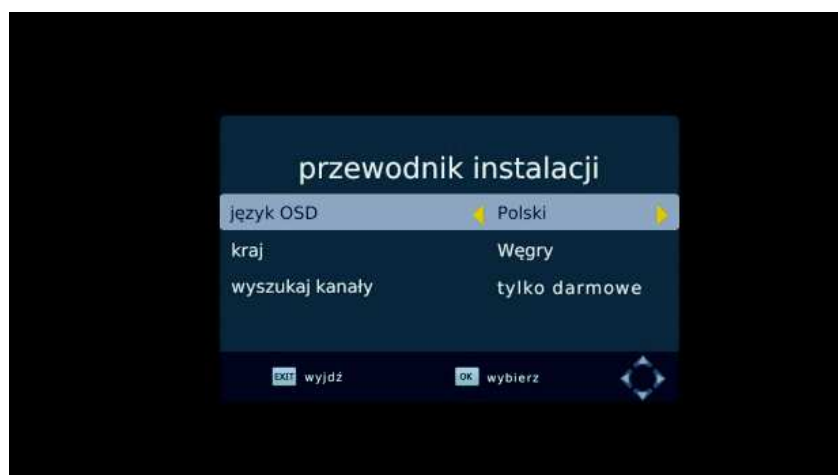 przewodnik instalacji
język OSD Polski
kraj Węgry
wyszukaj kanały tylko darmowe
EXIT wyjdź OK wybierz